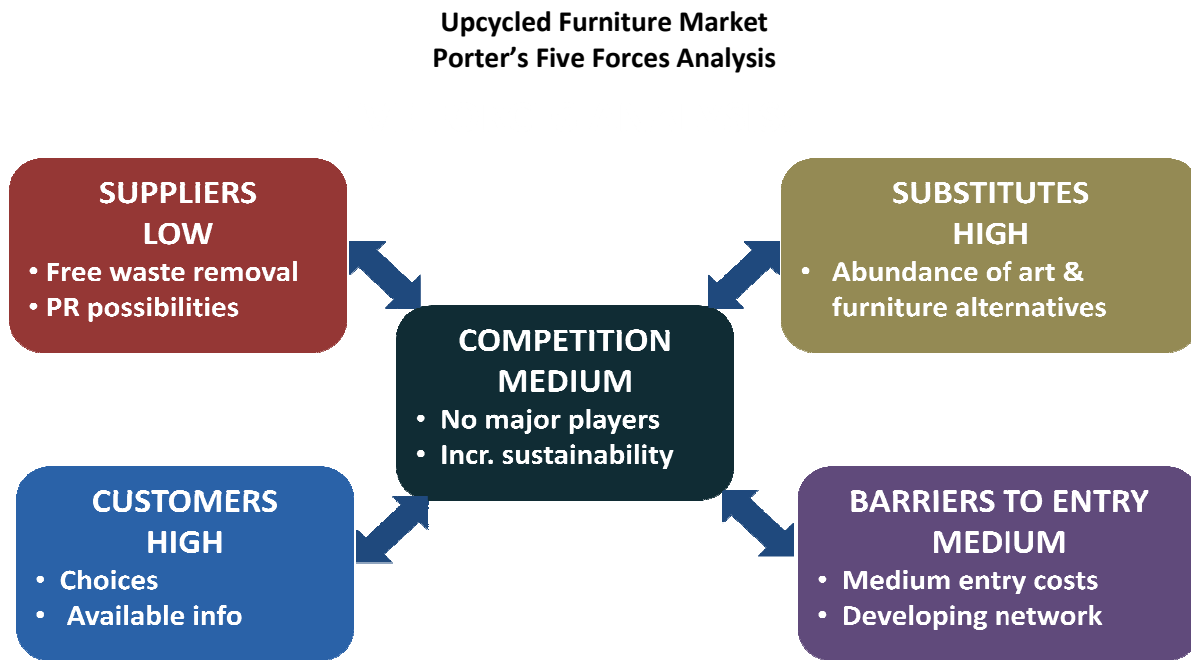 Upcycled Furniture Market
Porter’s Five Forces Analysis
SUPPLIERS
LOW
• Free waste removal
• PR possibilities
SUBSTITUTES
HIGH
• Abundance of art &
furniture alternatives
COMPETITION
MEDIUM
• No major players
• Incr. sustainability
CUSTOMERS
HIGH
• Choices
• Available info
BARRIERS TO ENTRY
MEDIUM
• Medium entry costs
• Developing network